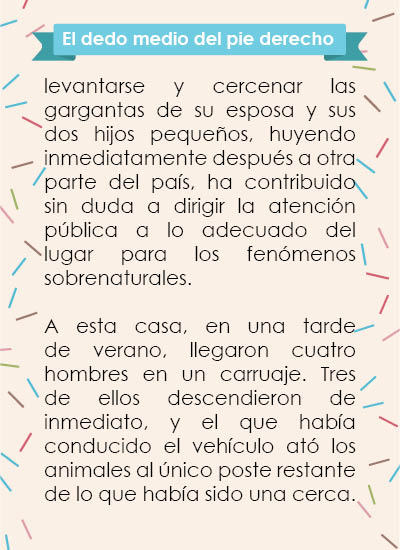 El dedo medio del pie derecho
levantarse y cercenar las
gargantas de su esposa y sus
dos hijos pequeños, huyendo
inmediatamente después a otra
parte del país, ha contribuido
sin duda a dirigir la atención
pública a lo adecuado del
lugar para los fenómenos
sobrenaturales.
A esta casa, en una tarde
de verano, llegaron cuatro
hombres en un carruaje. Tres
de ellos descendieron de
inmediato, y el que había
conducido el vehículo ató los
animales al único poste restante
de lo que había sido una cerca.